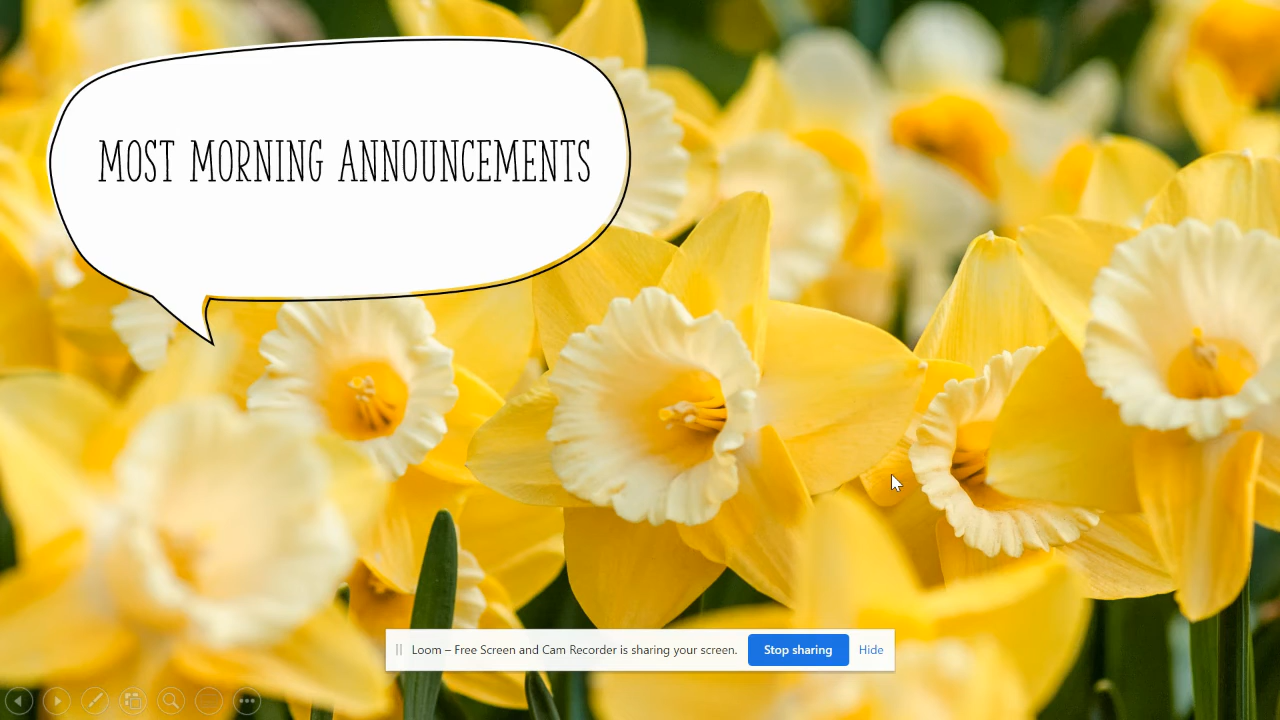 MOST MORNING ANNOUNCEMENTS
Loom – Free Screen and Cam Recorder is sharing your screen. Stop sharing Hide